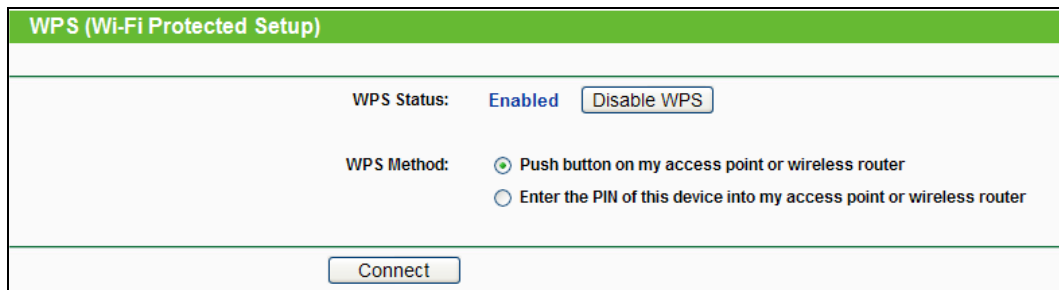 WPS (Wi-Fi Protected Setup)
WPS Status: Enabled Disable WPS
WPS Method: Push button on my access point or wireless router
Enter the PIN of this device into my access point or wireless router
Connect